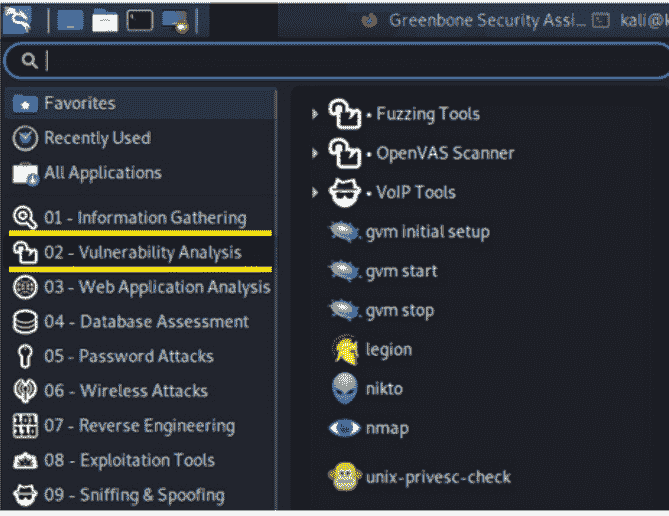 Greenbone Security Assi... kali@k
Favorites
Recently Used
All Applications
01 - Information Gathering
02 - Vulnerability Analysis
03 - Web Application Analysis
04 - Database Assessment
05 - Password Attacks
06 - Wireless Attacks
07 - Reverse Engineering
08 - Exploitation Tools
09 - Sniffing & Spoofing
• Fuzzing Tools
• OpenVAS Scanner
• VoIP Tools
gvm initial setup
gvm start
gvm stop
legion
nikto
nmap
unix-privesc-check